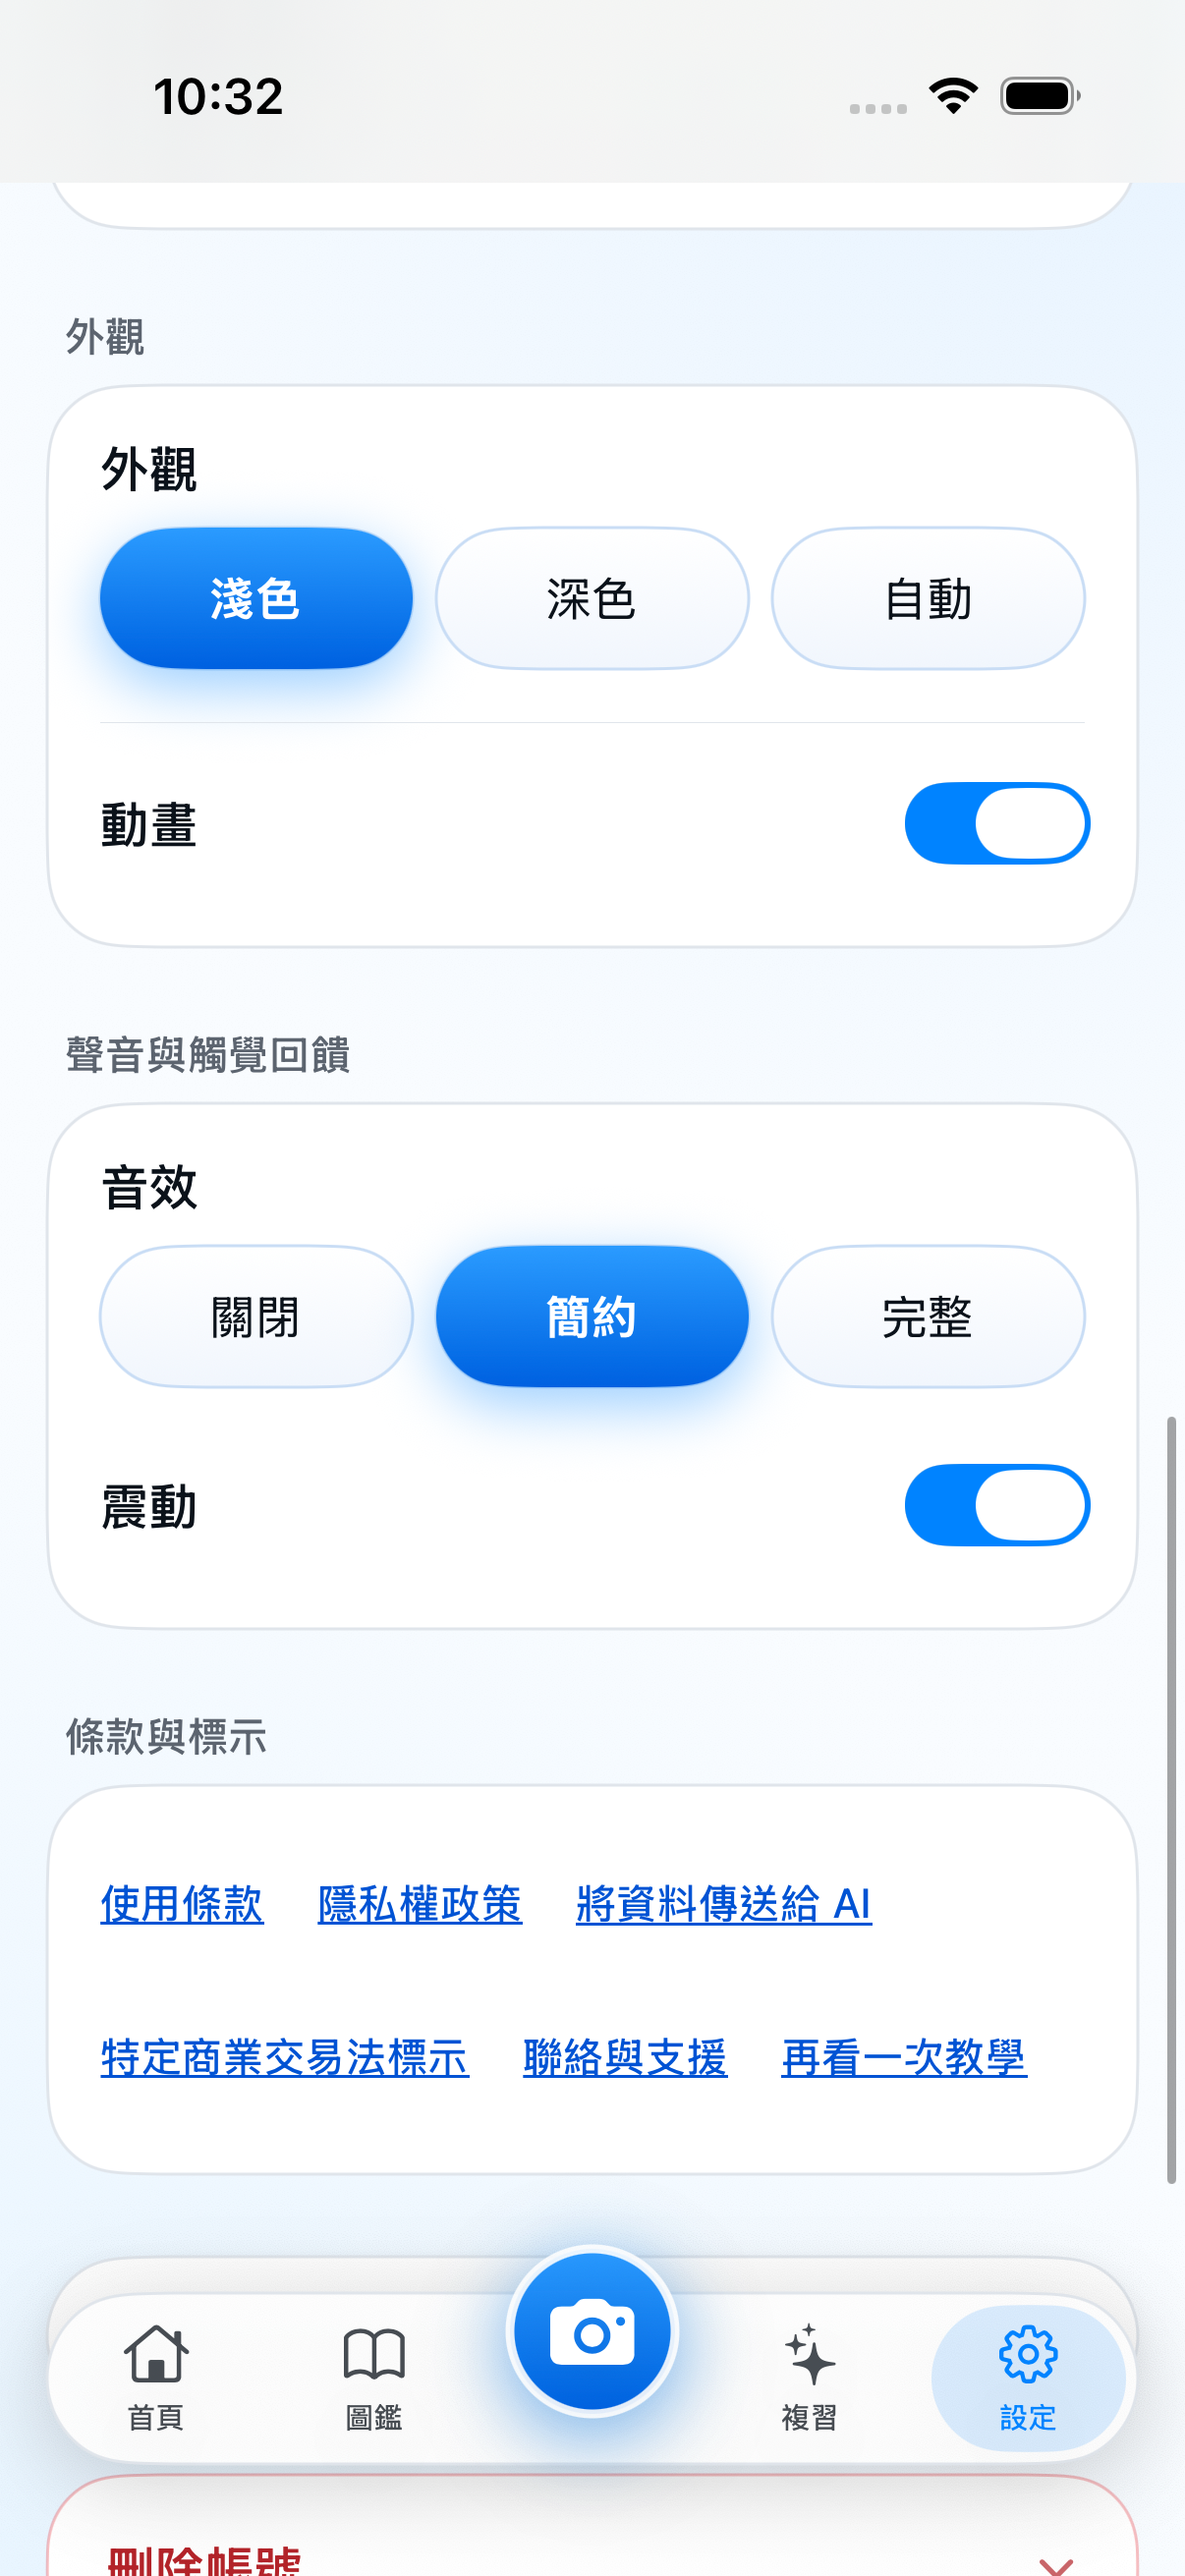 10:32
外觀
外觀
淺色
深色
自動
動畫
聲音與觸覺回饋
音效
關閉
簡約
完整
震動
條款與標示
使用條款 隱私權政策 將資料傳送給 AI
特定商業交易法標示 聯絡與支援 再看一次教學
首頁
圖鑑
複習
設定
刪除帳號